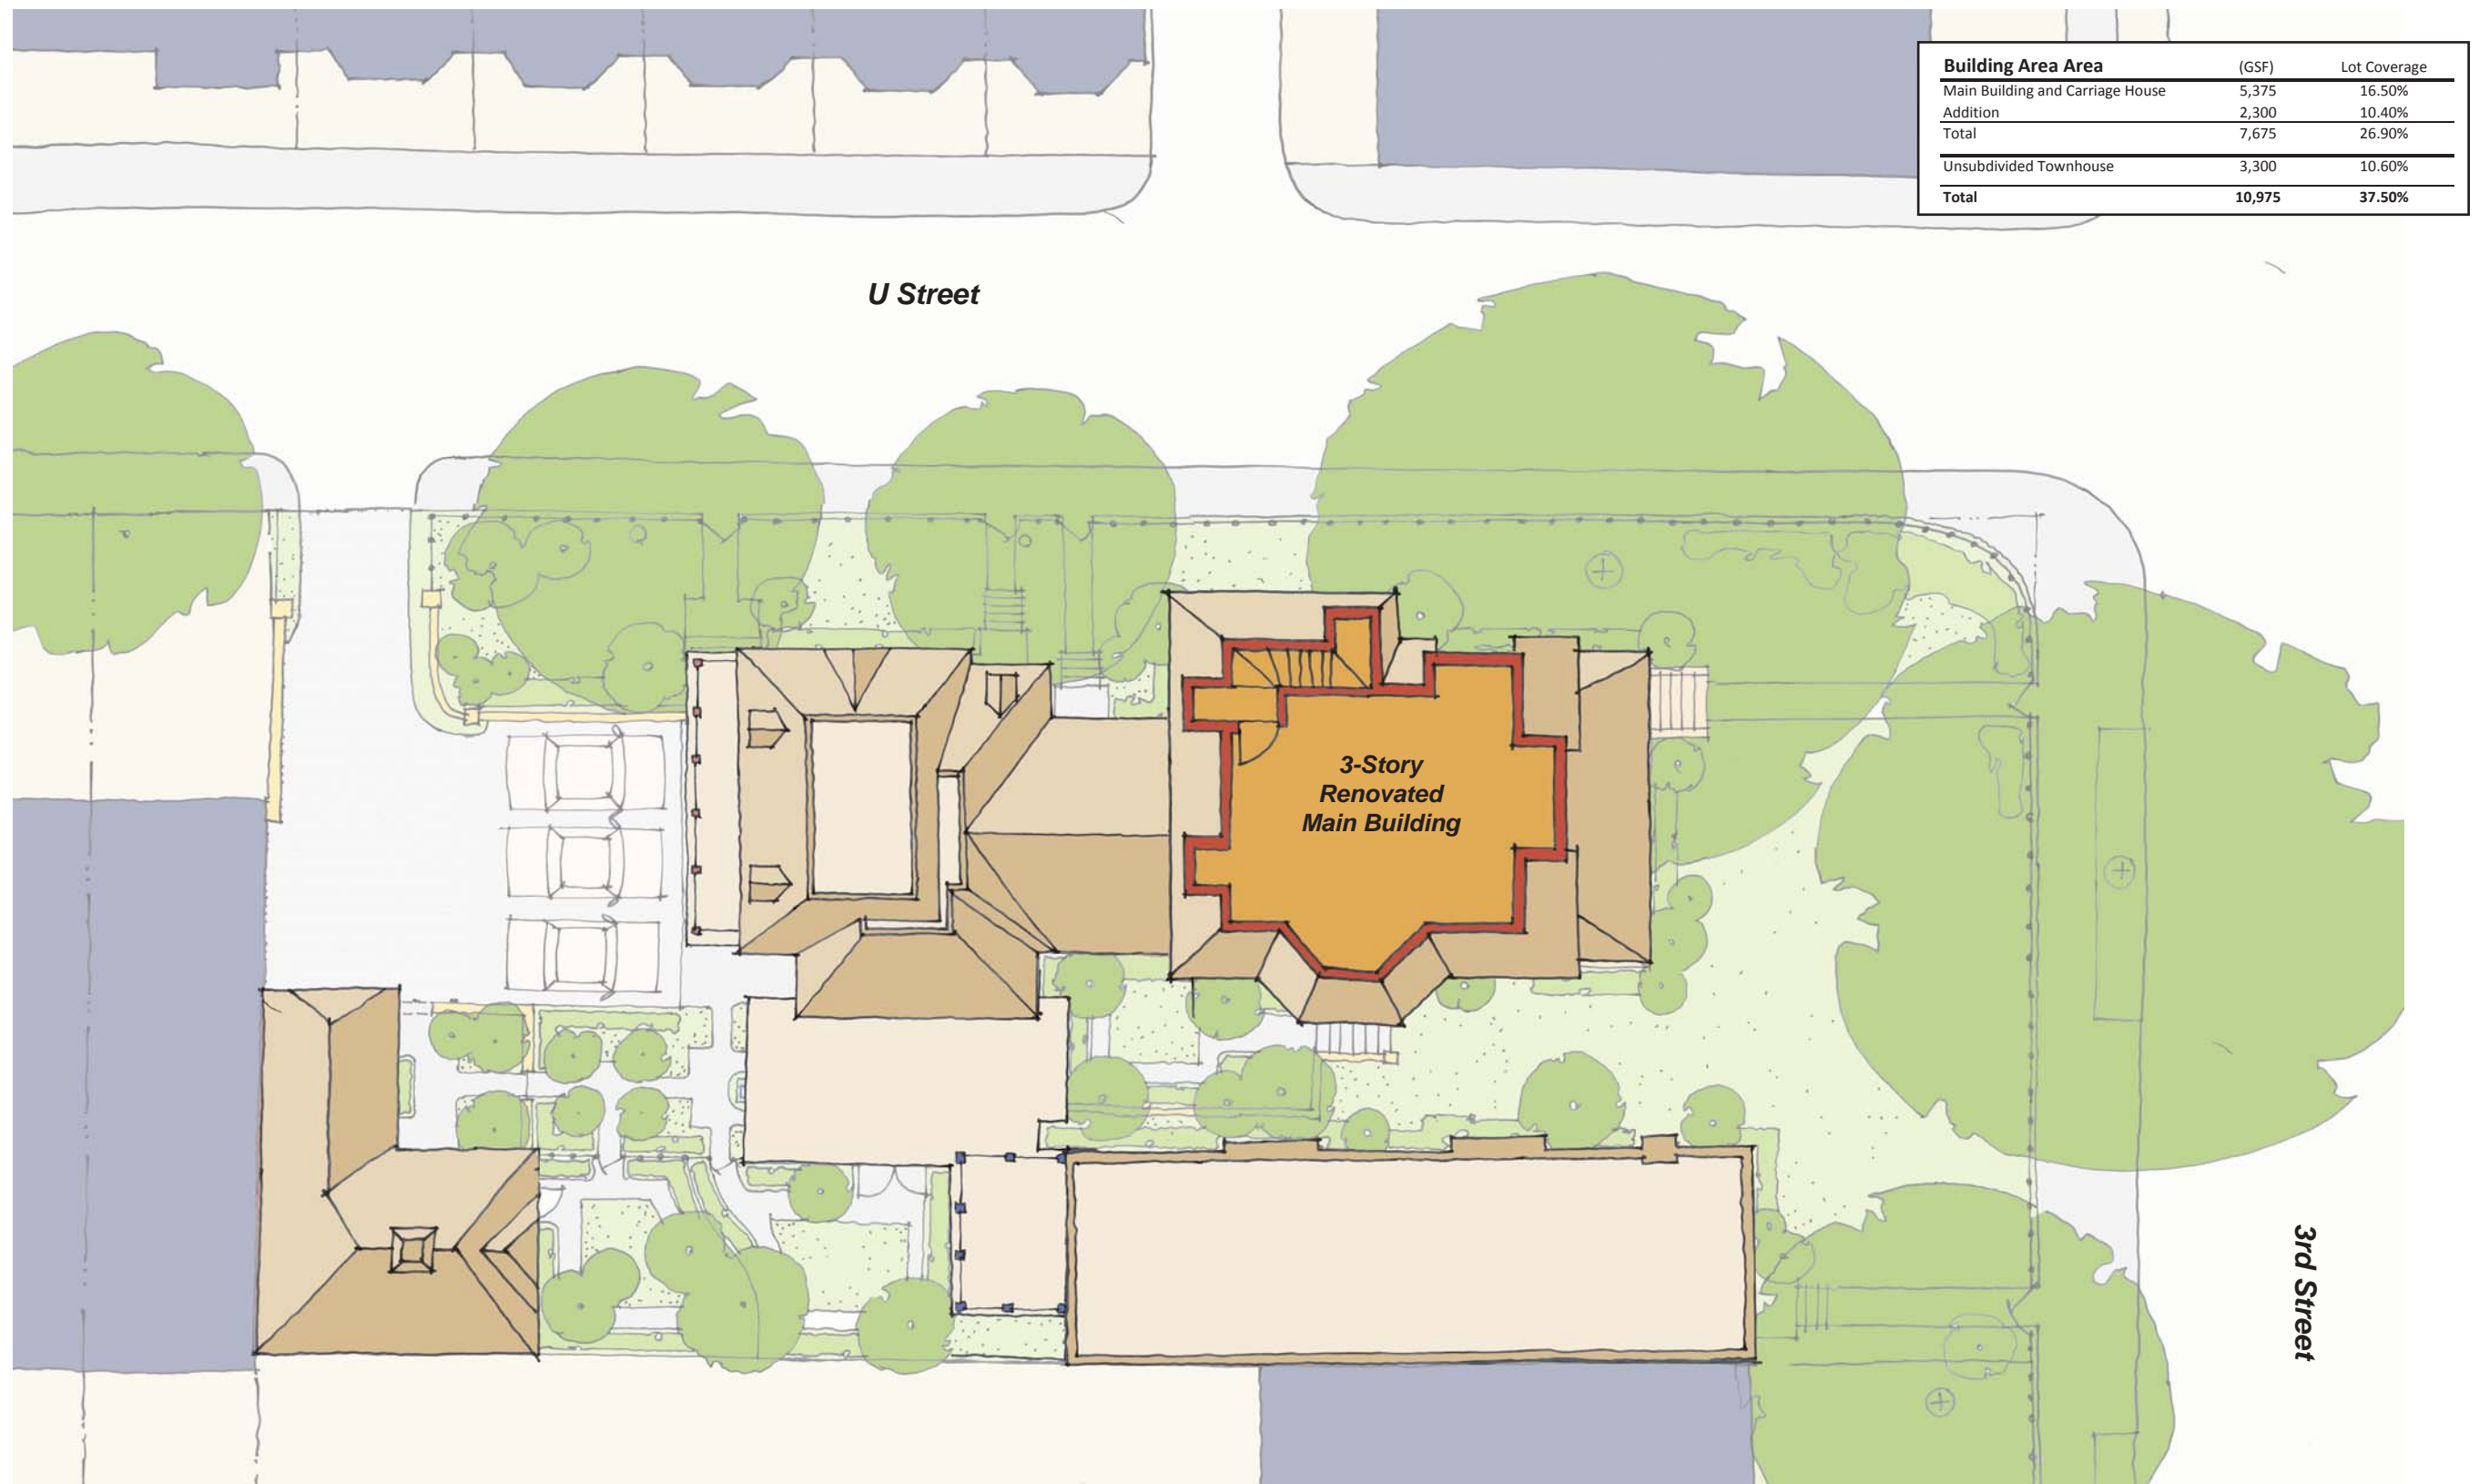 Building Area Area (GSF) Lot Coverage
Main Building and Carriage House 5,375 16.50%
Addition 2,300 10.40%
Total 7,675 26.90%
Unsubdivided Townhouse 3,300 10.60%
Total 10,975 37.50%
U Street
3-Story
Renovated
Main Building
3rd Street